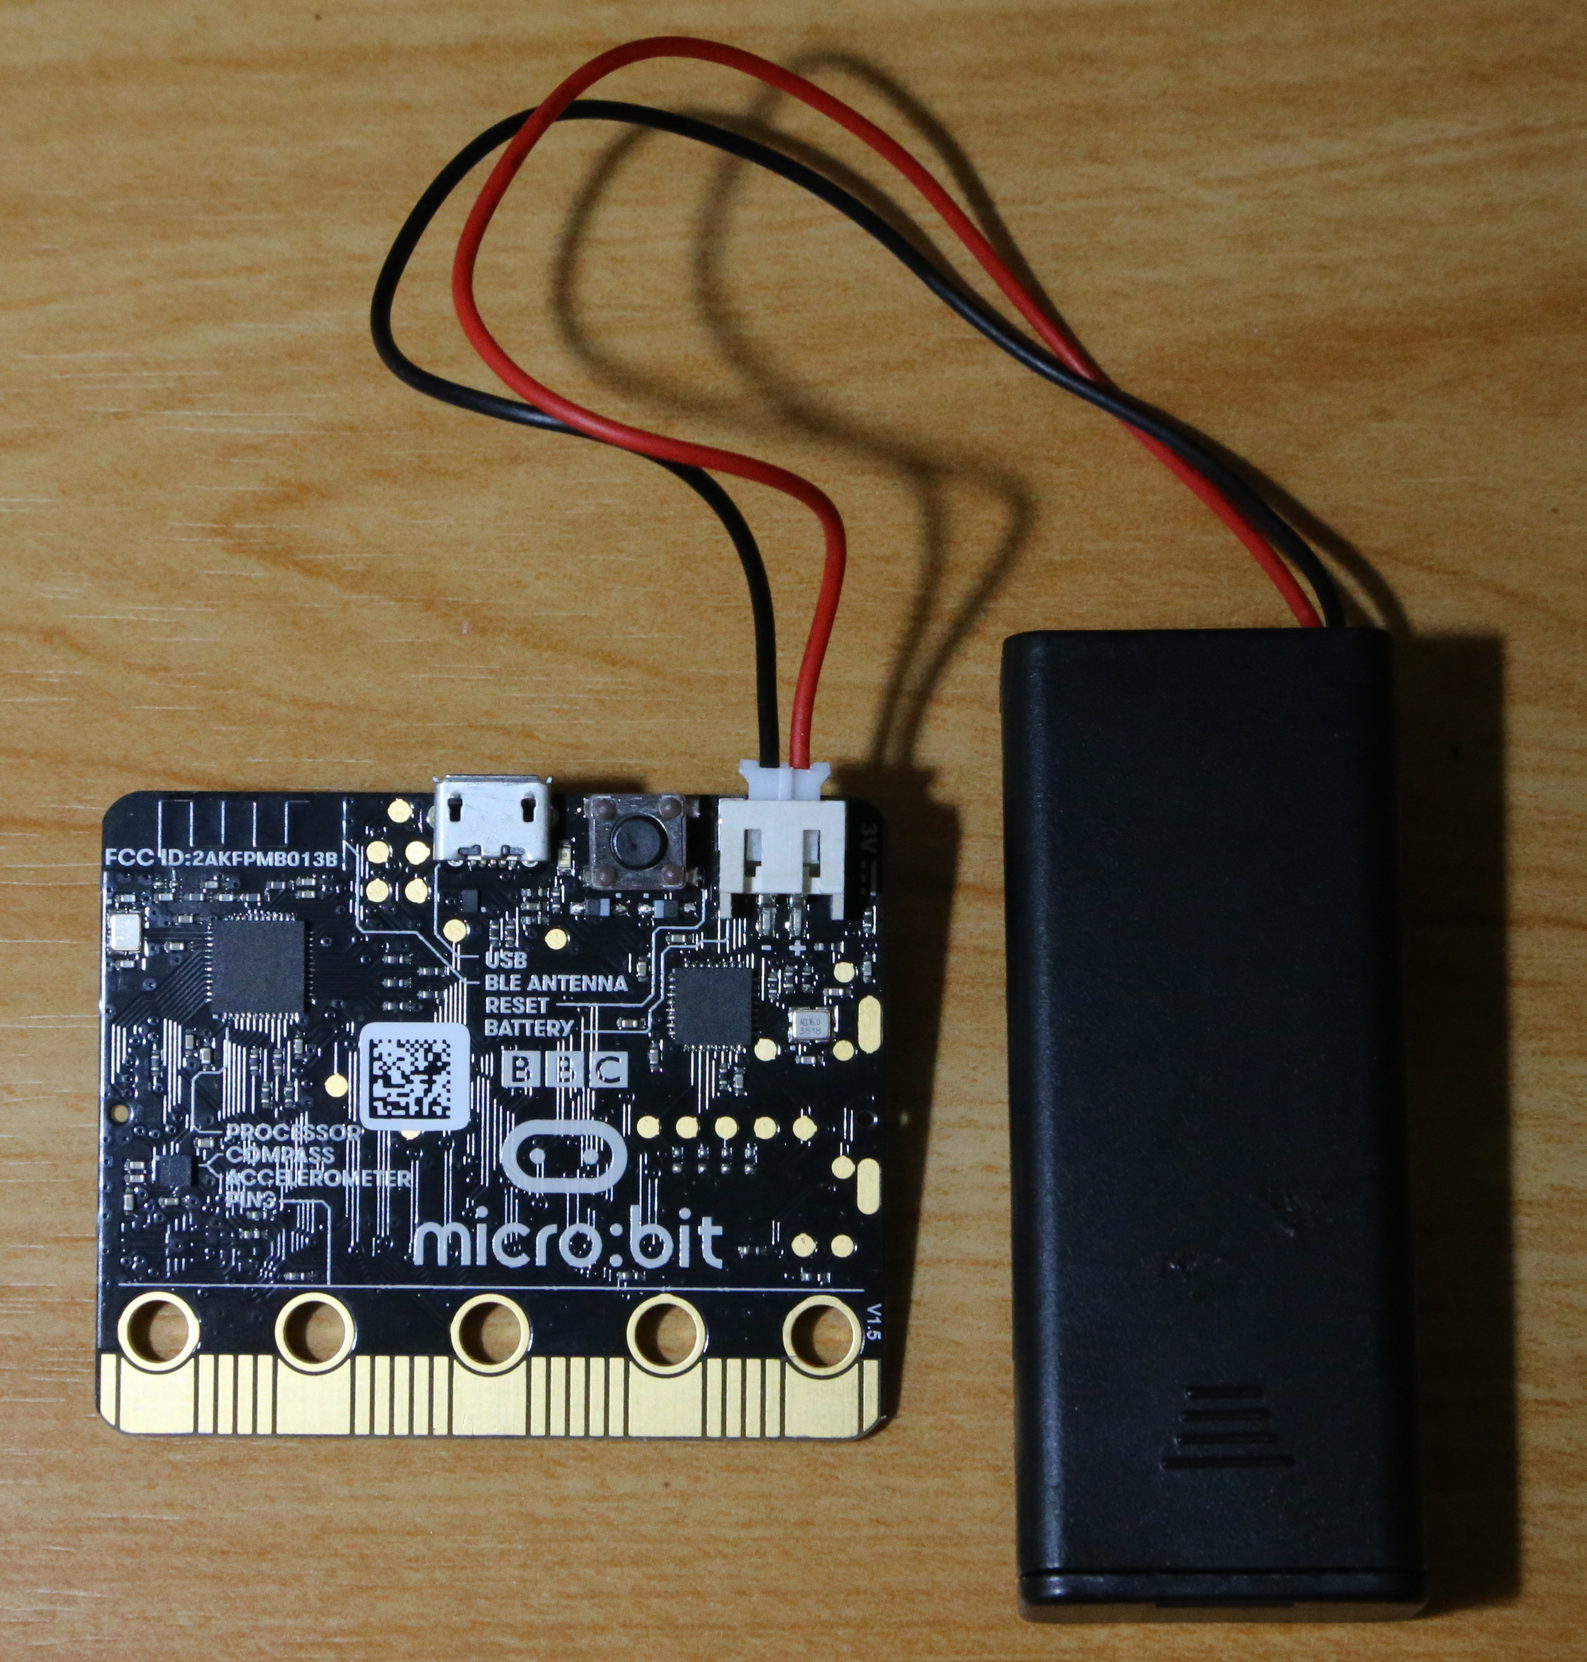 FCC ID:2AKFPMB013B
3V
- +
USB
BLE ANTENNA
RESET
BATTERY
BBC
PROCESSOR
COMPASS
ACCELEROMETER
PINS
micro:bit
V1.5